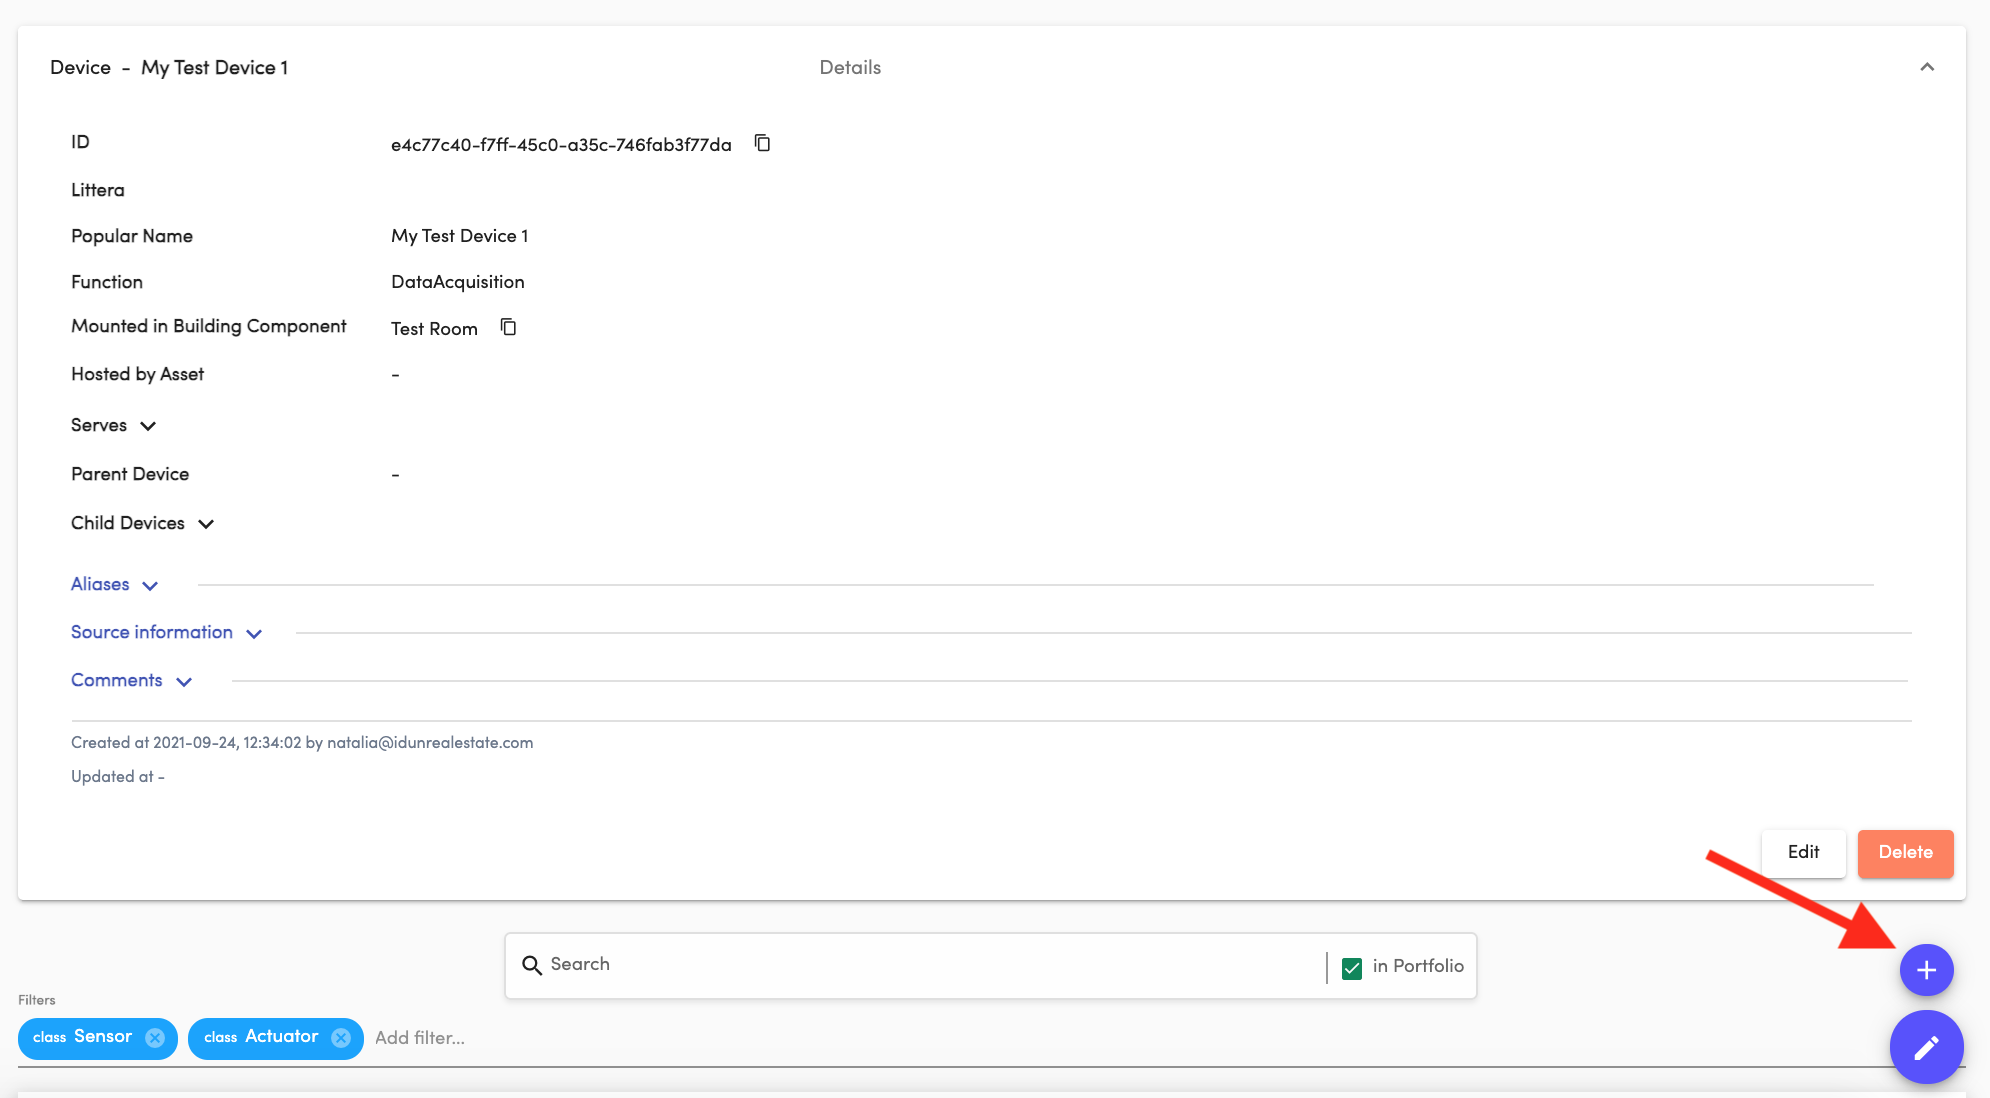 Device - My Test Device 1 Details
ID e4c77c40-f7ff-45c0-a35c-746fab3f77da
Littera
Popular Name My Test Device 1
Function DataAcquisition
Mounted in Building Component Test Room
Hosted by Asset -
Serves
Parent Device -
Child Devices
Aliases
Source information
Comments
Created at 2021-09-24, 12:34:02 by natalia@idunrealestate.com
Updated at -
Edit Delete
Search in Portfolio
Filters
class Sensor class Actuator Add filter...